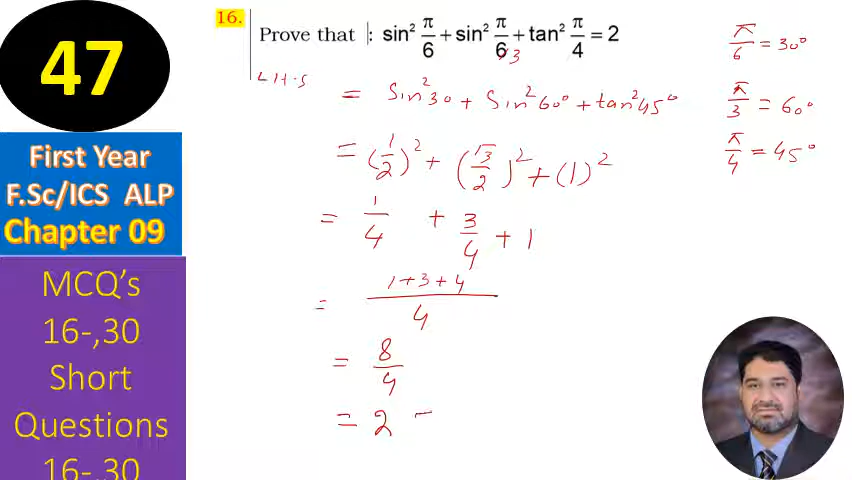 47
First Year
F.Sc/ICS ALP
Chapter 09
MCQ's
16-,30
Short
Questions
16-30
16.
Prove that : sin² π/6 + sin² π/6 + tan² π/4 = 2
3
L.H.S
= sin²30 + sin²60° + tan²45°
= (1/2)² + (√3/2)² + (1)²
= 1/4 + 3/4 + 1
= 1+3+4/4
= 8/4
= 2 =
π/6 = 30°
π/3 = 60°
π/4 = 45°